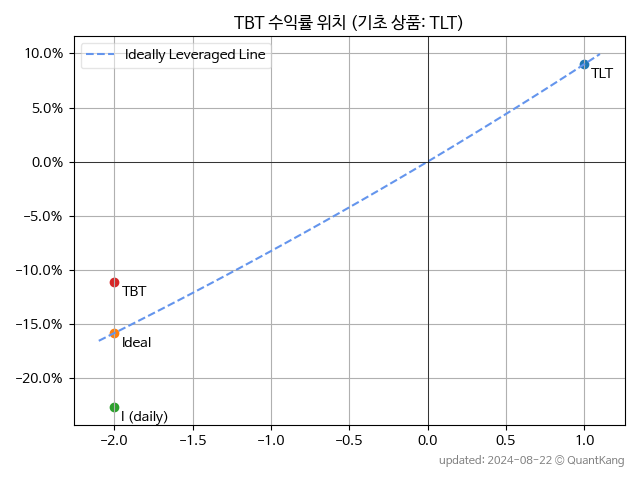 TBT 수익률 위치 (기초 상품: TLT)
Ideally Leveraged Line
10.0%
5.0%
0.0%
−5.0%
−10.0%
−15.0%
−20.0%
TLT
TBT
Ideal
I (daily)
−2.0 −1.5 −1.0 −0.5 0.0 0.5 1.0
updated: 2024-08-22 © QuantKang